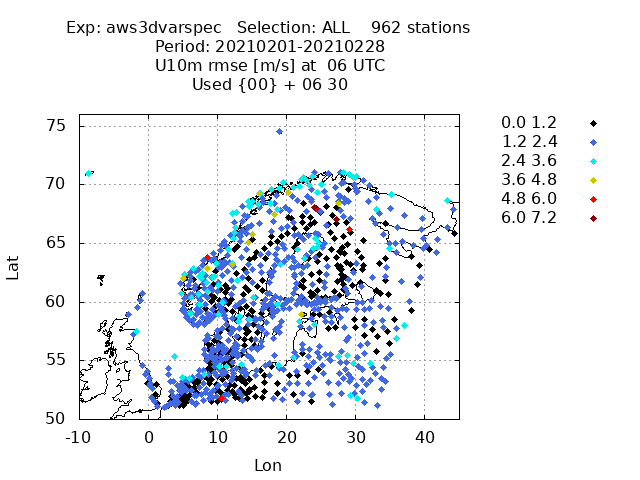 Exp: aws3dvarspec   Selection: ALL    962 stations
Period: 20210201-20210228
U10m rmse [m/s] at  06 UTC
Used {00} + 06 30
0.0 1.2
1.2 2.4
2.4 3.6
3.6 4.8
4.8 6.0
6.0 7.2
75
70
65
60
55
50
Lat
-10 0 10 20 30 40
Lon